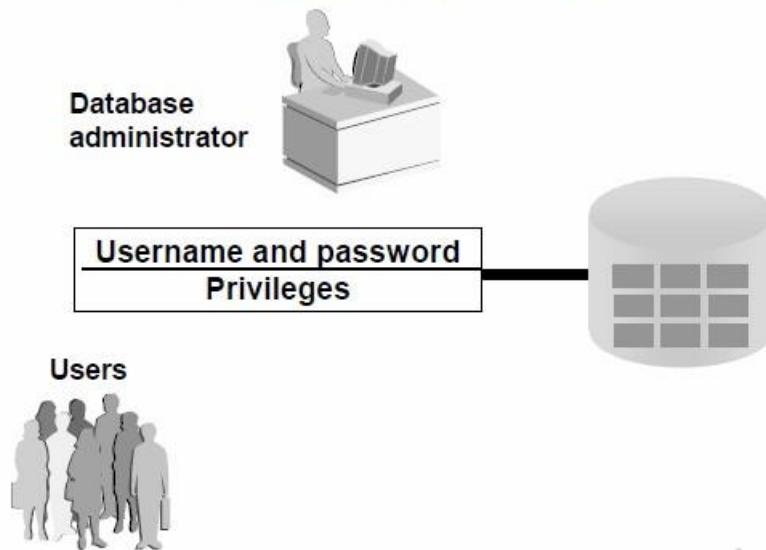 Database
administrator
Username and password
Privileges
Users